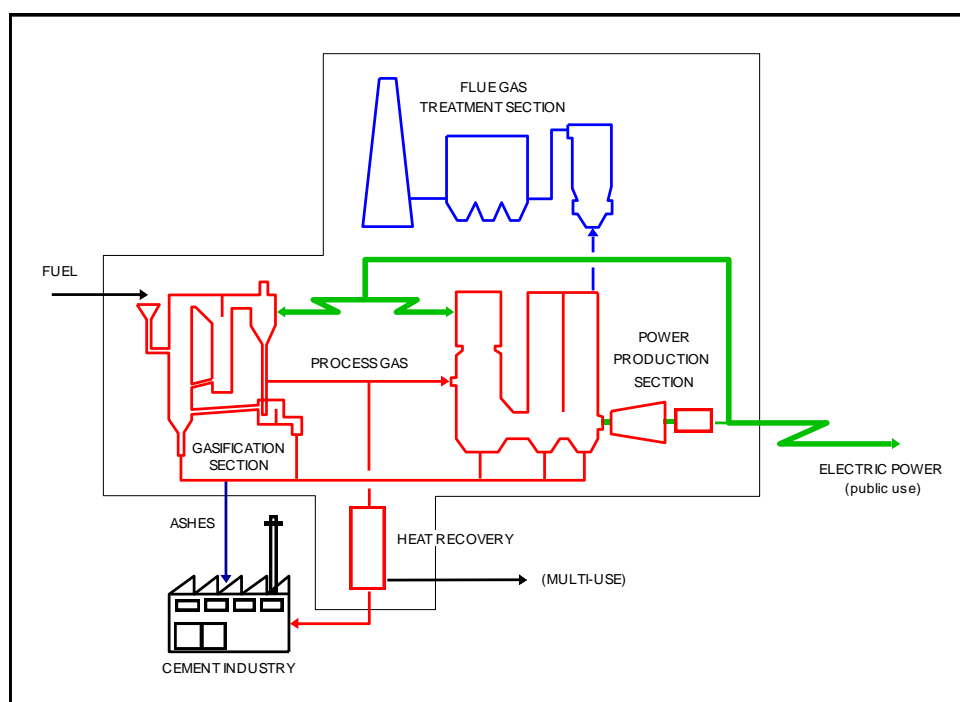 FLUE GAS
TREATMENT SECTION
FUEL
PROCESS GAS
POWER
PRODUCTION
SECTION
GASIFICATION
SECTION
ELECTRIC POWER
(public use)
ASHES
HEAT RECOVERY
(MULTI-USE)
CEMENT INDUSTRY